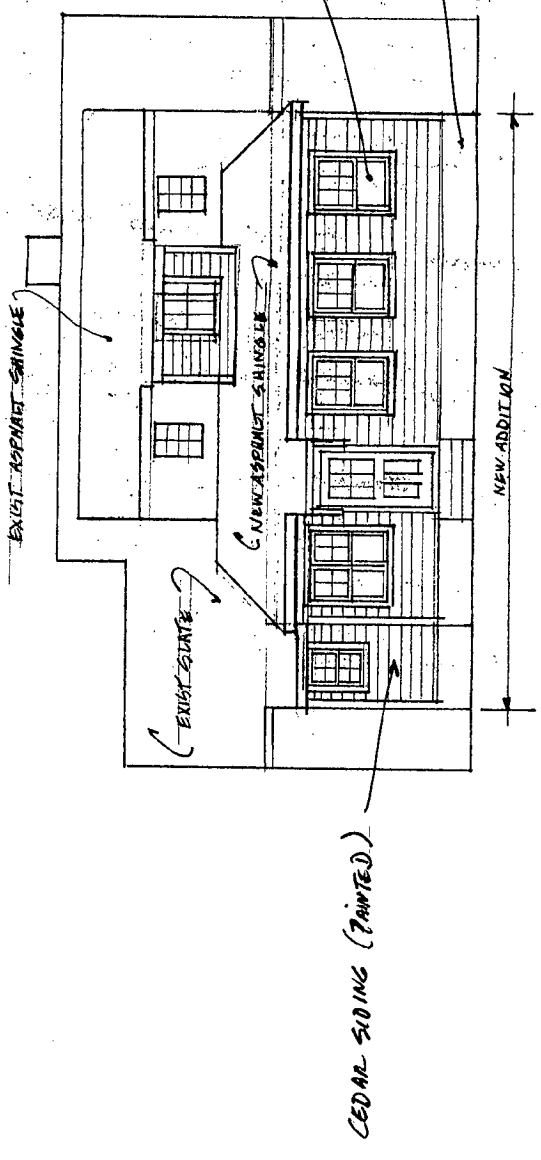 EXIST ASPHALT SHINGLE
EXIST SLATE
NEW ASPHALT SHINGLE
CEDAR SIDING (PAINTED)
NEW ADDITION